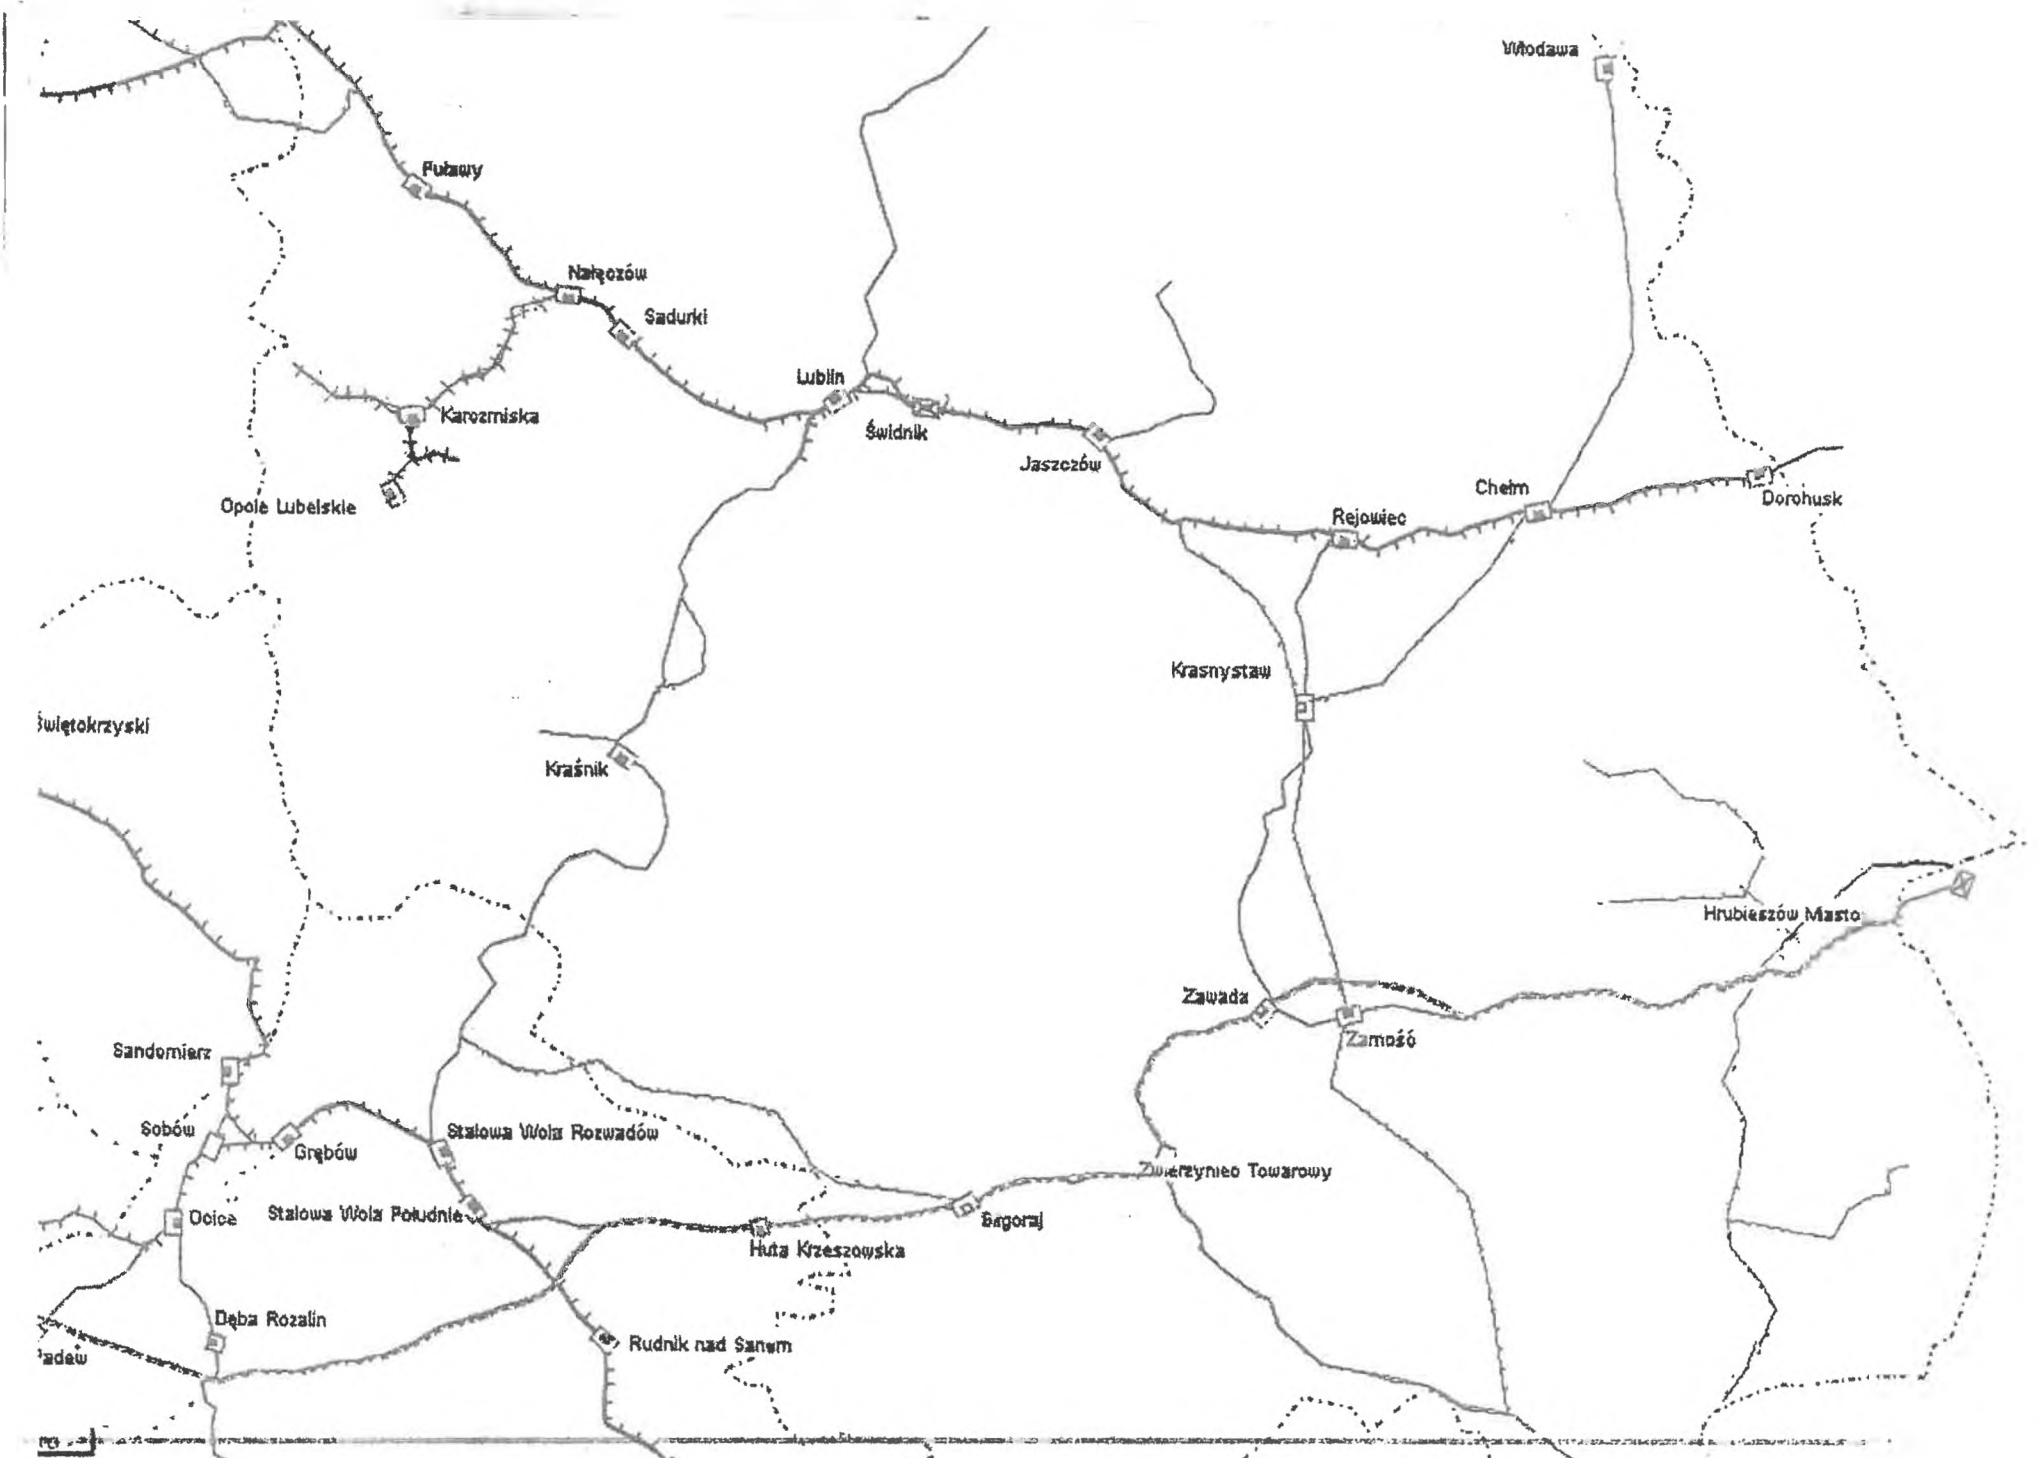 Włodawa
Puławy
Nałęczów
Sadurki
Lublin
Karczmiska
Świdnik
Jaszczów
Chełm
Opole Lubelskie
Rejowiec
Dorohusk
Krasnystaw
Świętokrzyski
Kraśnik
Hrubieszów Miasto
Zawada
Zamość
Sandomierz
Sobów
Stalowa Wola Rozwadów
Grębów
Zwierzyniec Towarowy
Ocice
Stalowa Wola Południe
Biłgoraj
Huta Krzeszowska
Dęba Rozalin
Rudnik nad Sanem
Padew